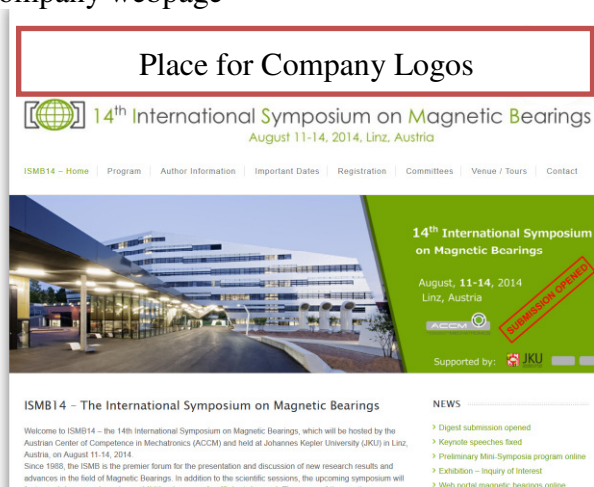 ompany webpage
Place for Company Logos
14th International Symposium on Magnetic Bearings
August 11-14, 2014, Linz, Austria
ISMB14 – Home Program Author Information Important Dates Registration Committees Venue / Tours Contact
14th International Symposium
on Magnetic Bearings
August, 11-14, 2014
Linz, Austria
SUBMISSION OPENED
ACCM
Supported by: JKU
ISMB14 – The International Symposium on Magnetic Bearings
Welcome to ISMB14 – the 14th International Symposium on Magnetic Bearings, which will be hosted by the
Austrian Center of Competence in Mechatronics (ACCM) and held at Johannes Kepler University (JKU) in Linz,
Austria, on August 11-14, 2014.
Since 1988, the ISMB is the premier forum for the presentation and discussion of new research results and
advances in the field of Magnetic Bearings. In addition to the scientific sessions, the upcoming symposium will
NEWS
> Digest submission opened
> Keynote speeches fixed
> Preliminary Mini-Symposia program online
> Exhibition – Inquiry of Interest
> Web portal magnetic bearings online